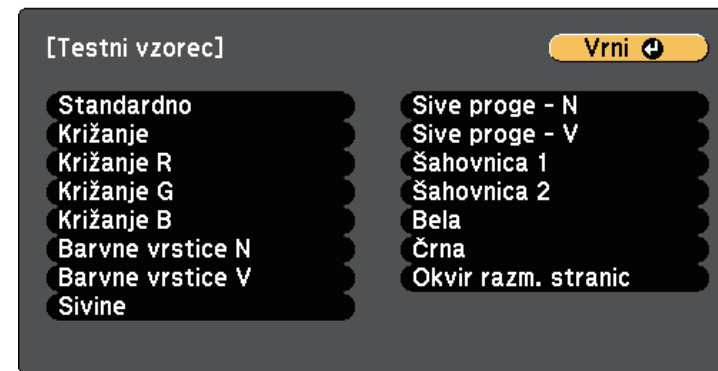 [Testni vzorec]
Vrni
Standardno
Križanje
Križanje R
Križanje G
Križanje B
Barvne vrstice N
Barvne vrstice V
Sivine
Sive proge - N
Sive proge - V
Šahovnica 1
Šahovnica 2
Bela
Črna
Okvir razm. stranic